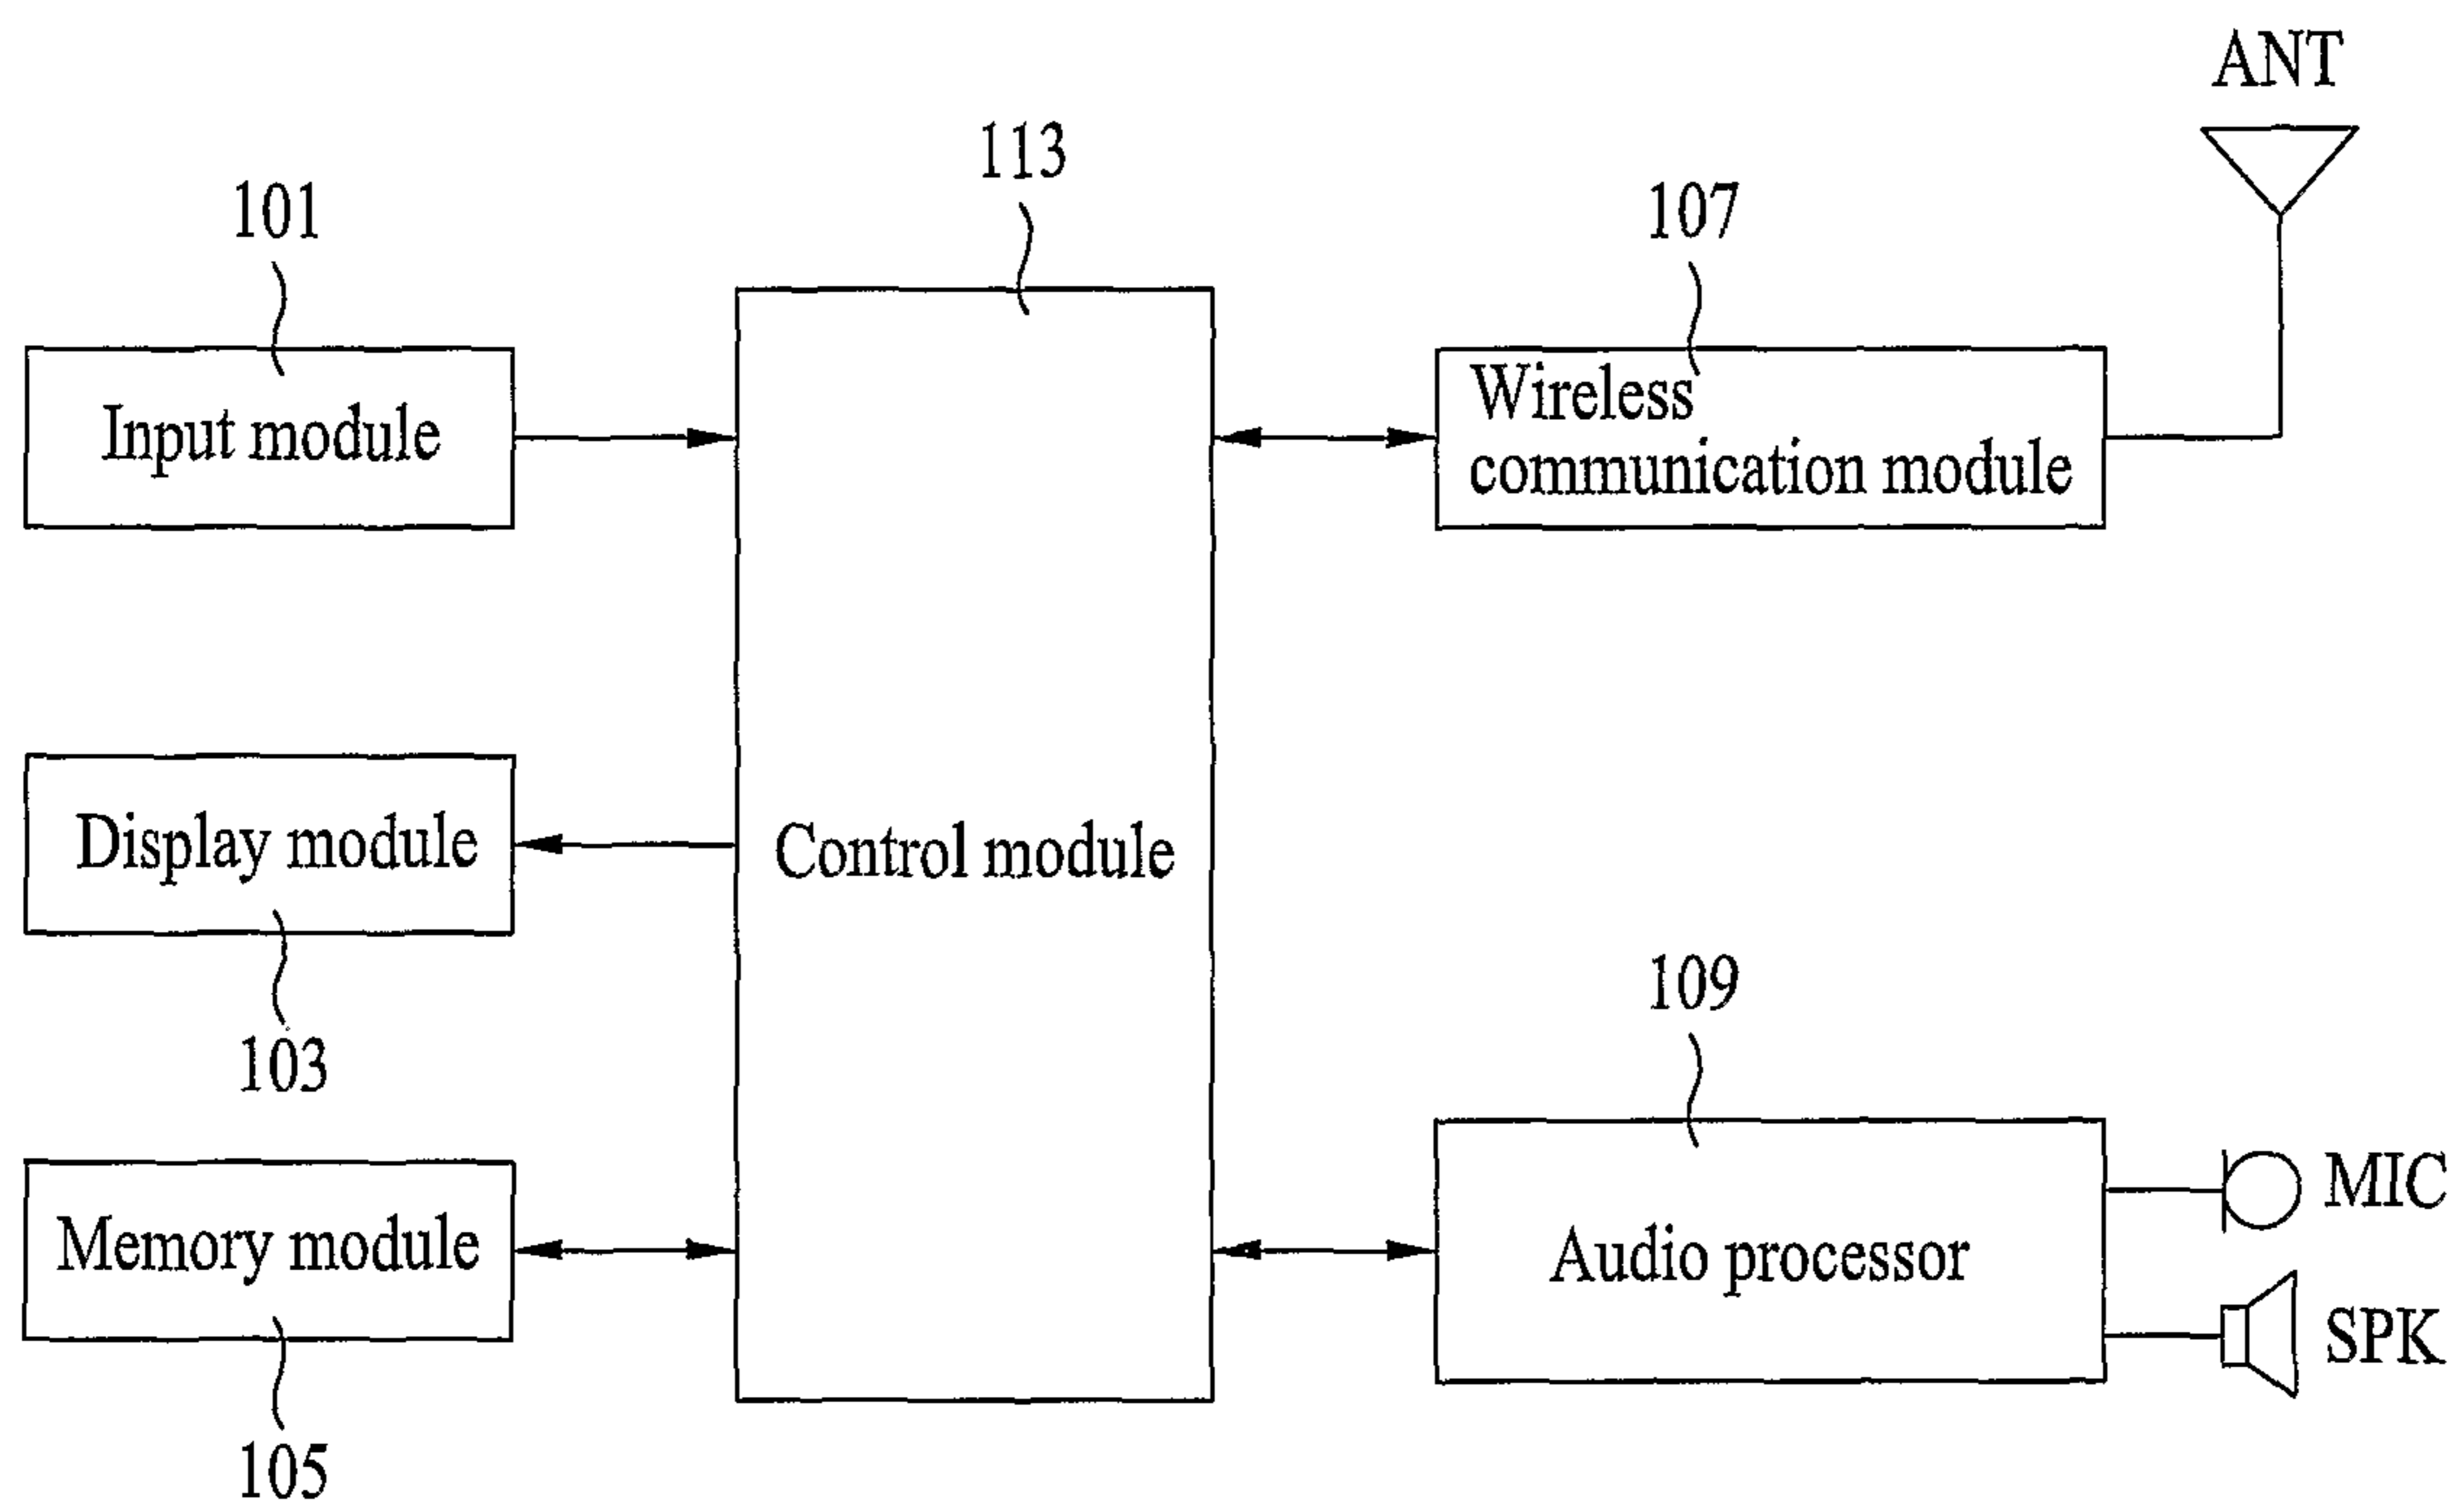 ANT
113
101
107
Input module
Wireless
communication module
Display module
Control module
103
109
Memory module
Audio processor
MIC
SPK
105